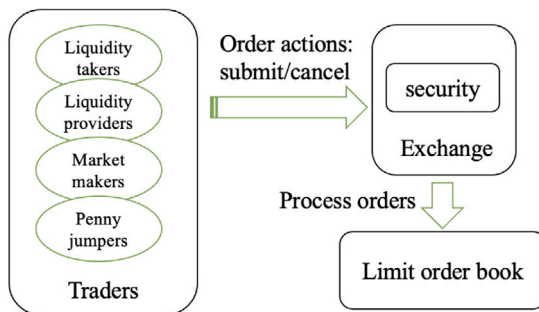 Liquidity
takers
Liquidity
providers
Market
makers
Penny
jumpers
Traders
Order actions:
submit/cancel
security
Exchange
Process orders
Limit order book